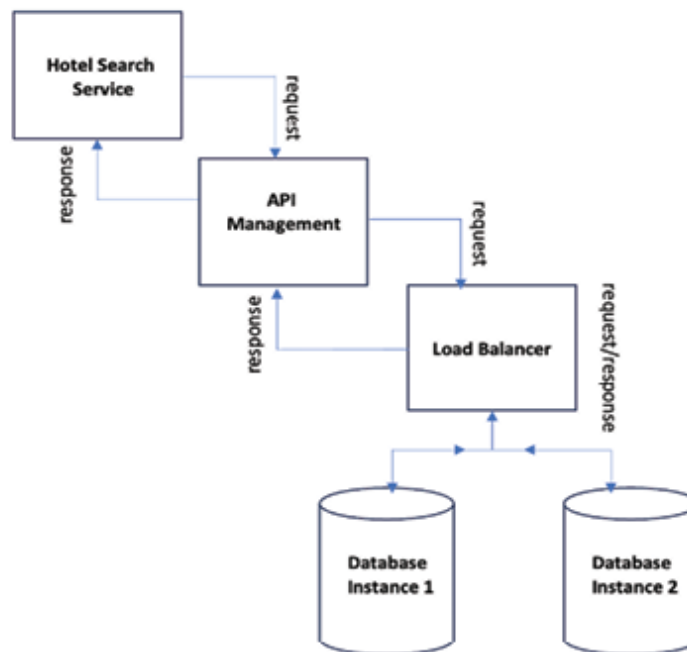 Hotel Search
Service
request
response
API
Management
request
response
Load Balancer
request/response
Database
Instance 1
Database
Instance 2